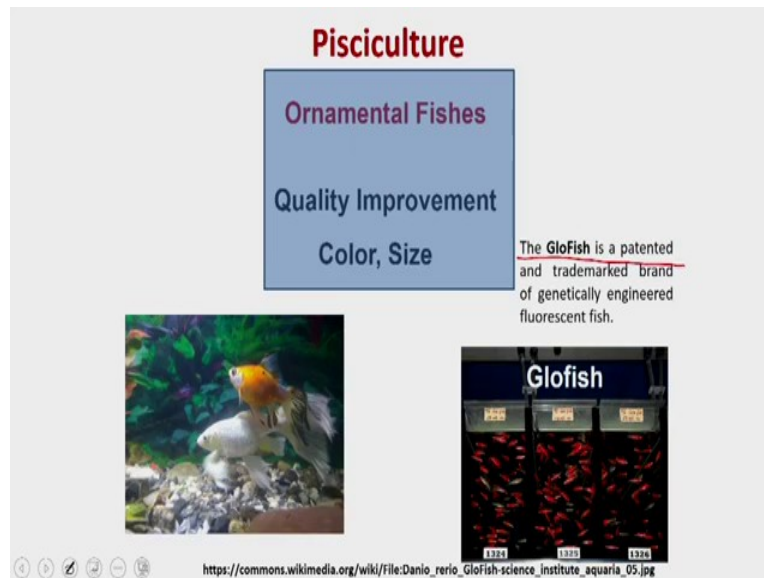 Pisciculture
Ornamental Fishes
Quality Improvement
Color, Size
The GloFish is a patented
and trademarked brand
of genetically engineered
fluorescent fish.
Glofish
1324
1325
1326
https://commons.wikimedia.org/wiki/File:Danio_rerio_GloFish-science_institute_aquaria_05.jpg